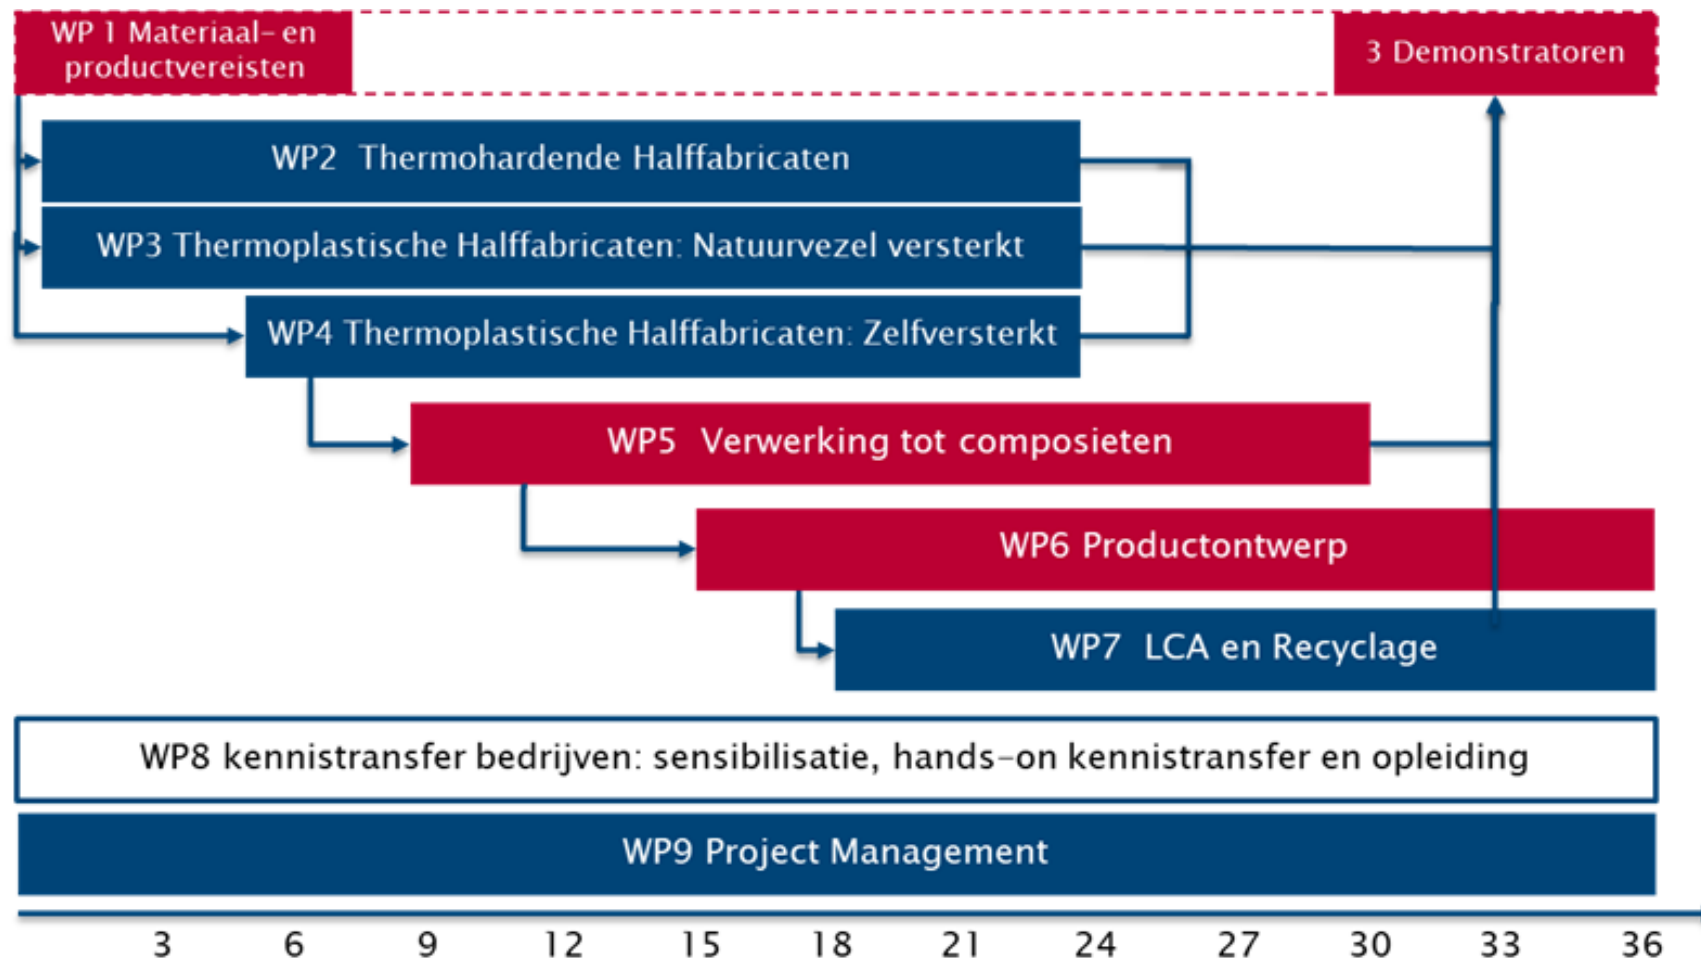 WP 1 Materiaal- en
productvereisten
3 Demonstratoren
WP2 Thermohardende Halffabricaten
WP3 Thermoplastische Halffabricaten: Natuurvezel versterkt
WP4 Thermoplastische Halffabricaten: Zelfversterkt
WP5 Verwerking tot composieten
WP6 Productontwerp
WP7 LCA en Recyclage
WP8 kennistransfer bedrijven: sensibilisatie, hands-on kennistransfer en opleiding
WP9 Project Management
3 6 9 12 15 18 21 24 27 30 33 36